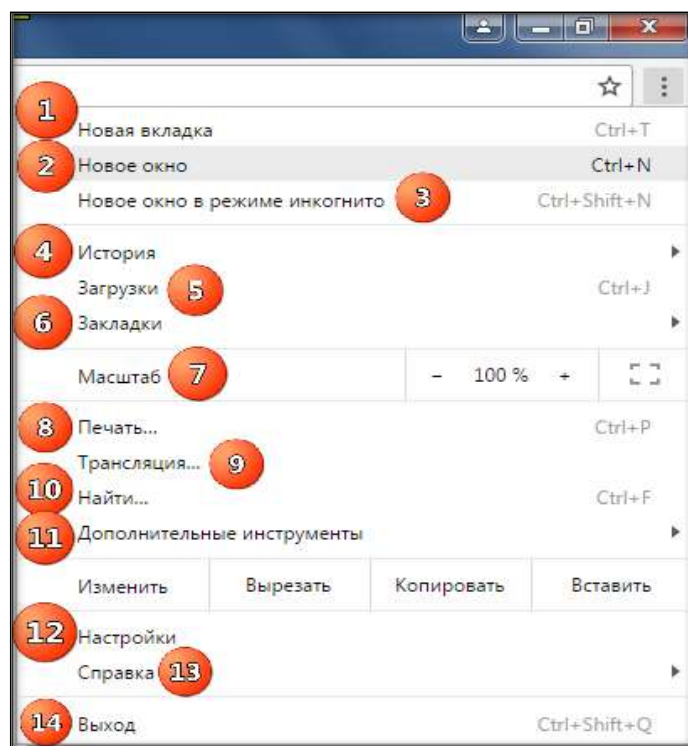 1
Новая вкладка Ctrl+T
2 Новое окно Ctrl+N
Новое окно в режиме инкогнито 3 Ctrl+Shift+N
4 История
Загрузки 5 Ctrl+J
6 Закладки
Масштаб 7 − 100 % +
8 Печать... Ctrl+P
Трансляция... 9
10 Найти... Ctrl+F
11 Дополнительные инструменты
Изменить Вырезать Копировать Вставить
12 Настройки
Справка 13
14 Выход Ctrl+Shift+Q